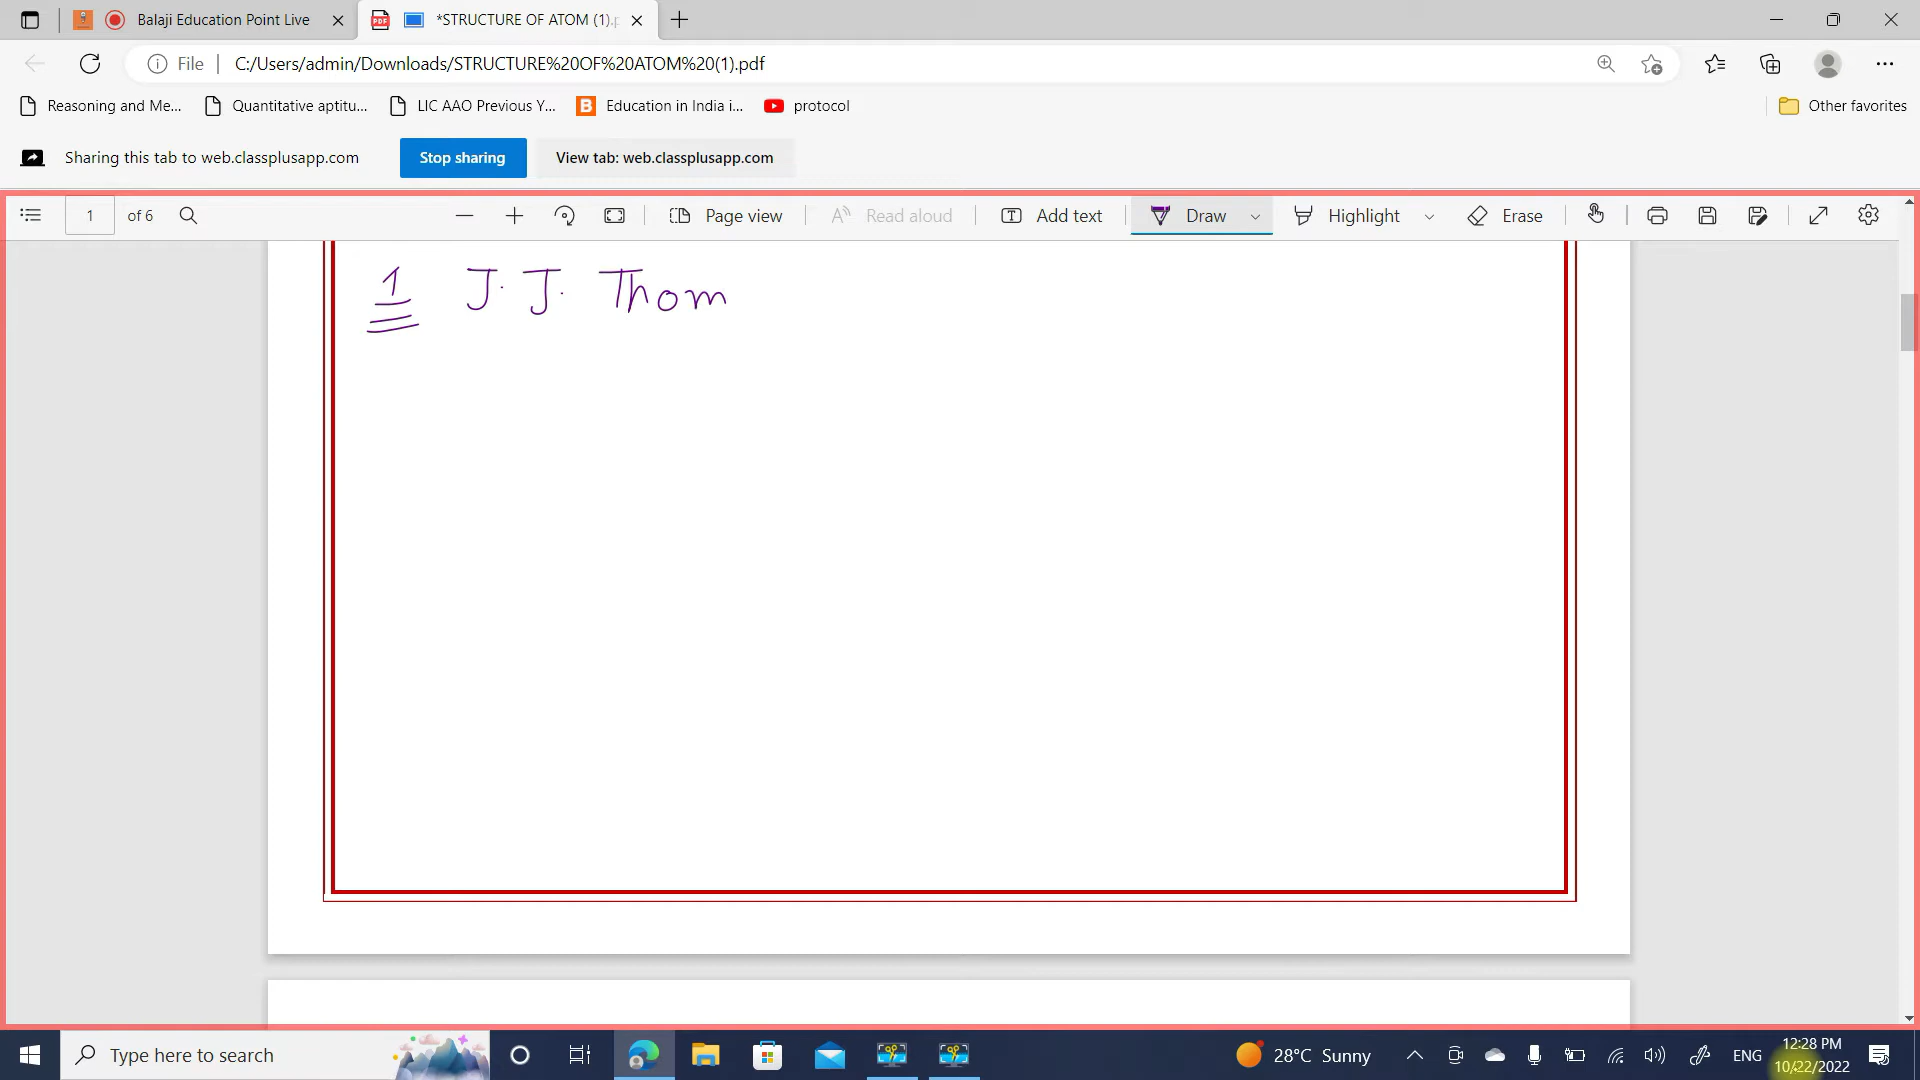 Balaji Education Point Live
*STRUCTURE OF ATOM (1).p
File
C:/Users/admin/Downloads/STRUCTURE%20OF%20ATOM%20(1).pdf
Reasoning and Me...
Quantitative aptitu...
LIC AAO Previous Y...
Education in India i...
protocol
Other favorites
Sharing this tab to web.classplusapp.com
Stop sharing
View tab: web.classplusapp.com
1 of 6
Page view
Read aloud
Add text
Draw
Highlight
Erase
1 J. J. Thom
Type here to search
28°C Sunny
ENG
12:28 PM
10/22/2022